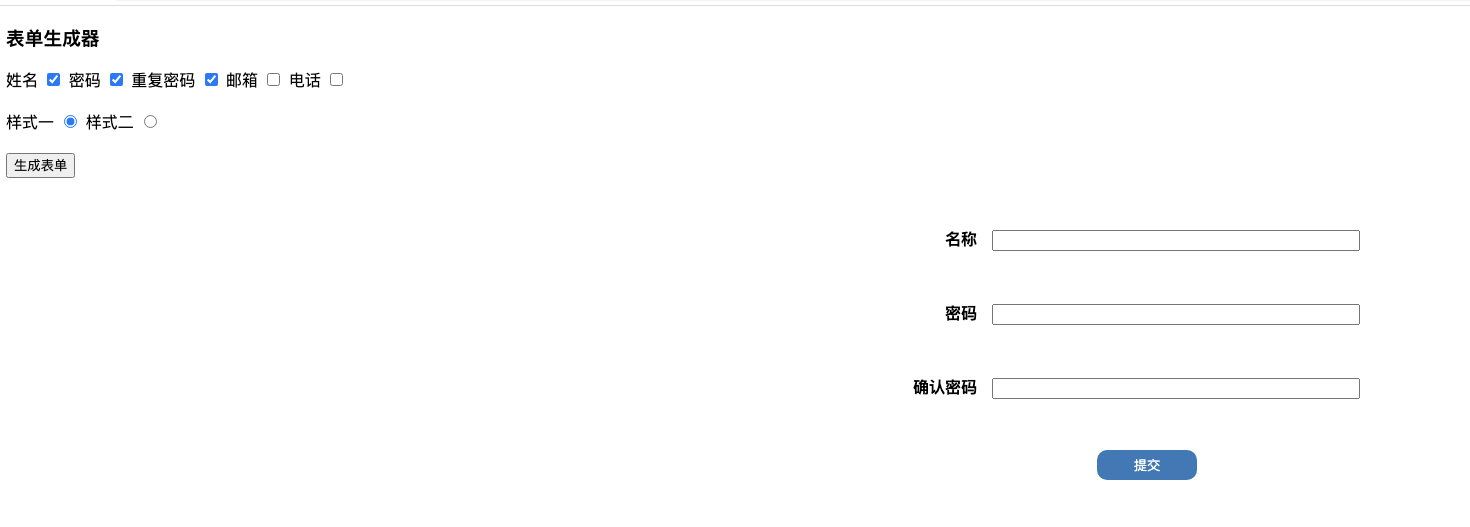 表单生成器
姓名 密码 重复密码 邮箱 电话
样式一 样式二
生成表单
名称
密码
确认密码
提交